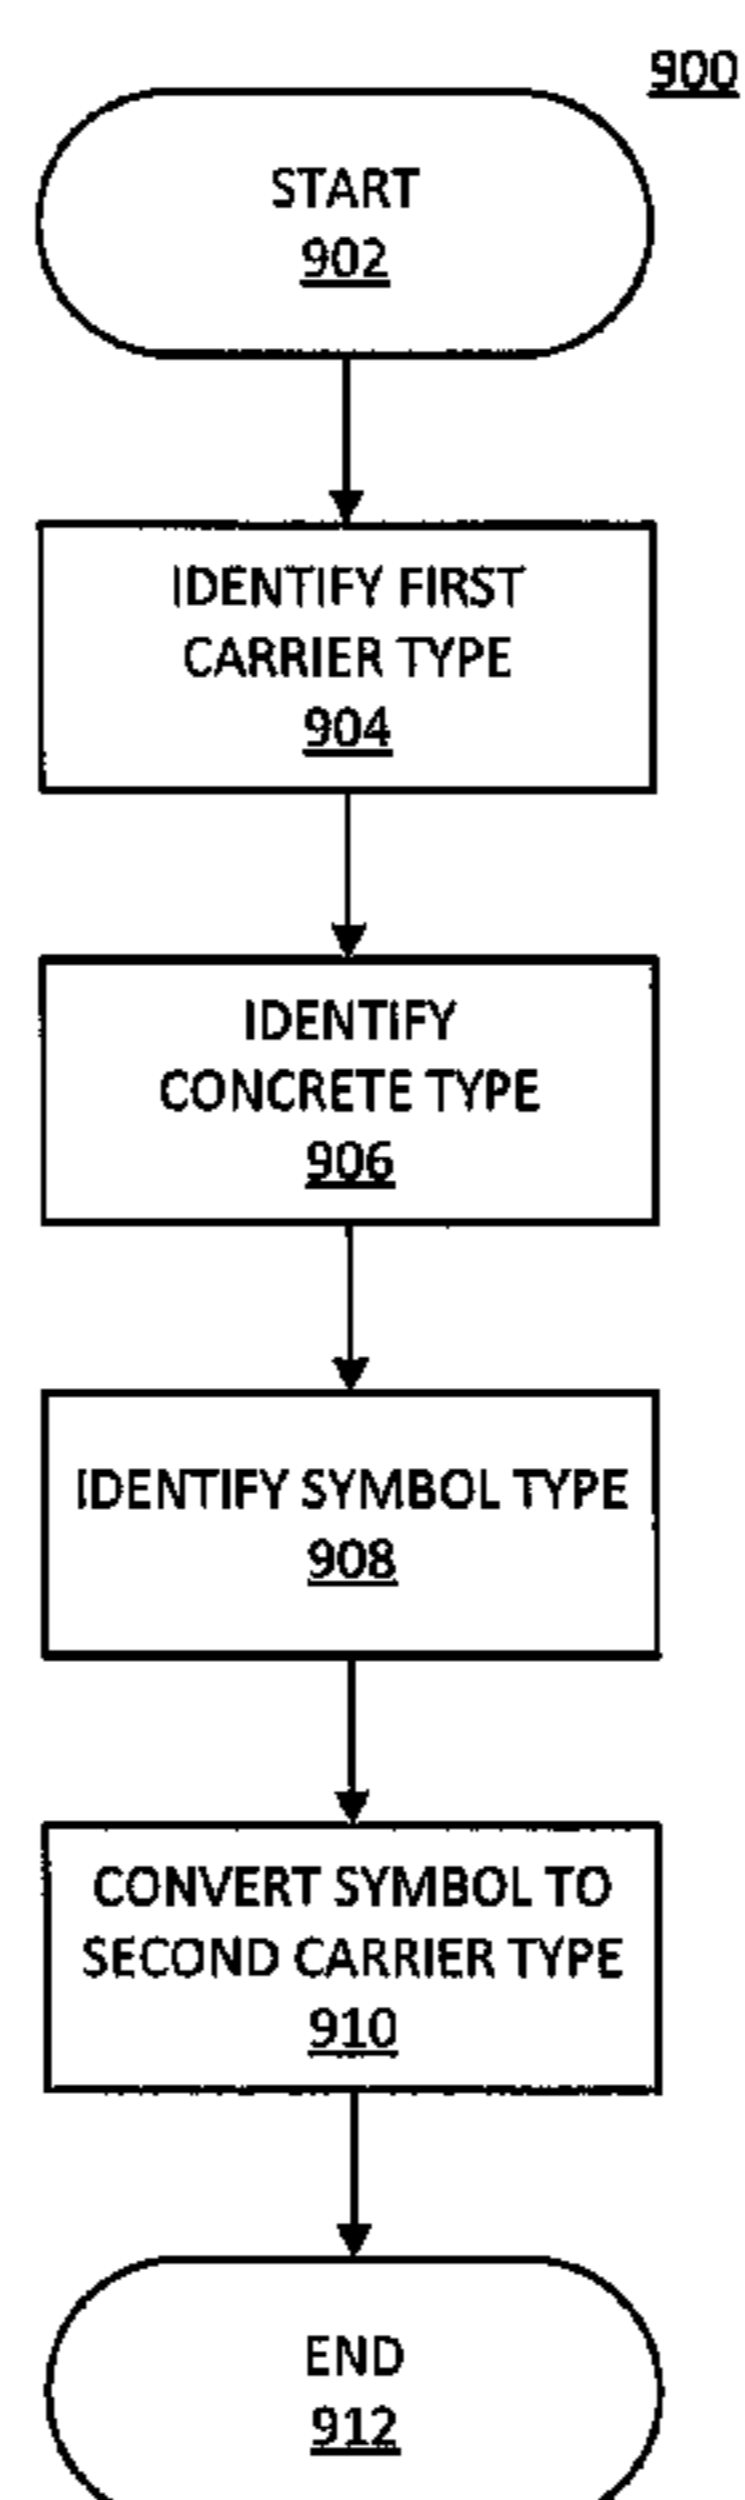 900
START
902
IDENTIFY FIRST
CARRIER TYPE
904
IDENTIFY
CONCRETE TYPE
906
IDENTIFY SYMBOL TYPE
908
CONVERT SYMBOL TO
SECOND CARRIER TYPE
910
END
912